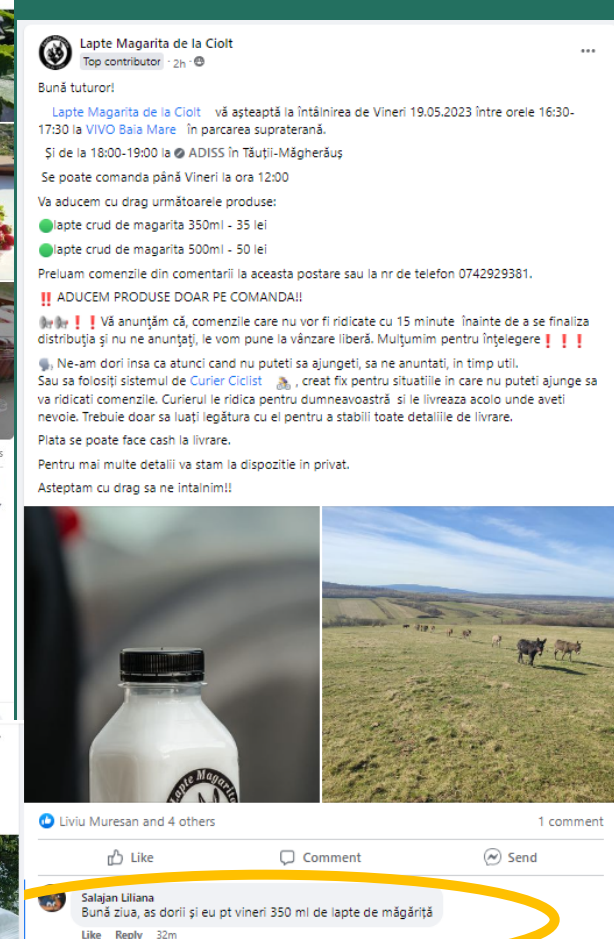 Lapte Magarita de la Ciolt
Top contributor · 2h ·
Bună tuturor!
Lapte Magarita de la Ciolt vă așteaptă la întâlnirea de Vineri 19.05.2023 între orele 16:30-
17:30 la VIVO Baia Mare în parcarea supraterană.
Și de la 18:00-19:00 la ADISS în Tăuții-Măgherăuș
Se poate comanda până Vineri la ora 12:00
Va aducem cu drag următoarele produse:
🟢lapte crud de magarita 350ml - 35 lei
🟢lapte crud de magarita 500ml - 50 lei
Preluam comenzile din comentarii la aceasta postare sau la nr de telefon 0742929381.
‼️ ADUCEM PRODUSE DOAR PE COMANDA!!
❗❗Vă anunțăm că, comenzile care nu vor fi ridicate cu 15 minute înainte de a se finaliza
distribuția și nu ne anunțați, le vom pune la vânzare liberă. Mulțumim pentru înțelegere❗❗❗
🗣, Ne-am dori insa ca atunci cand nu puteti sa ajungeti, sa ne anuntati, in timp util.
Sau sa folosiți sistemul de Curier Ciclist 🚴 , creat fix pentru situatiile in care nu puteti ajunge sa
va ridicati comenzile. Curierul le ridica pentru dumneavoastră si le livreaza acolo unde aveti
nevoie. Trebuie doar sa luați legătura cu el pentru a stabili toate detaliile de livrare.
Plata se poate face cash la livrare.
Pentru mai multe detalii va stam la dispozitie in privat.
Asteptam cu drag sa ne intalnim!!
Lapte Magarita
Liviu Muresan and 4 others
1 comment
Like
Comment
Send
Salajan Liliana
Bună ziua, as dorii și eu pt vineri 350 ml de lapte de măgăriță
Like Reply 32m